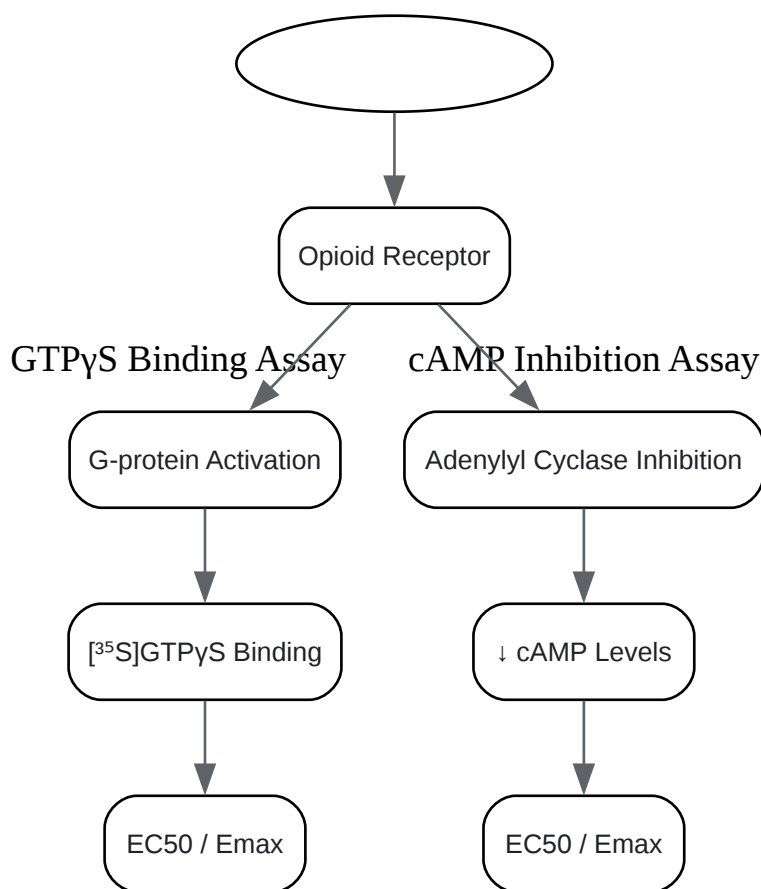 Opioid Receptor
GTPγS Binding Assay
cAMP Inhibition Assay
G-protein Activation
Adenylyl Cyclase Inhibition
[³⁵S]GTPγS Binding
↓ cAMP Levels
EC50 / Emax
EC50 / Emax